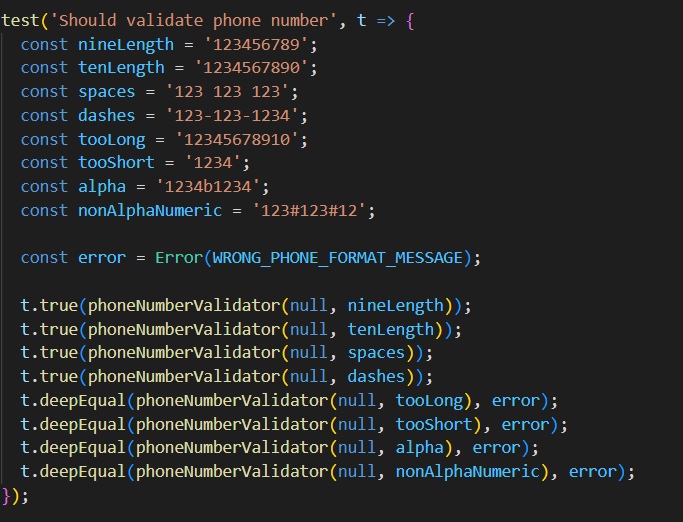 test('Should validate phone number', t => {
  const nineLength = '123456789';
  const tenLength = '1234567890';
  const spaces = '123 123 123';
  const dashes = '123-123-1234';
  const tooLong = '12345678910';
  const tooShort = '1234';
  const alpha = '1234b1234';
  const nonAlphaNumeric = '123#123#12';

  const error = Error(WRONG_PHONE_FORMAT_MESSAGE);

  t.true(phoneNumberValidator(null, nineLength));
  t.true(phoneNumberValidator(null, tenLength));
  t.true(phoneNumberValidator(null, spaces));
  t.true(phoneNumberValidator(null, dashes));
  t.deepEqual(phoneNumberValidator(null, tooLong), error);
  t.deepEqual(phoneNumberValidator(null, tooShort), error);
  t.deepEqual(phoneNumberValidator(null, alpha), error);
  t.deepEqual(phoneNumberValidator(null, nonAlphaNumeric), error);
});